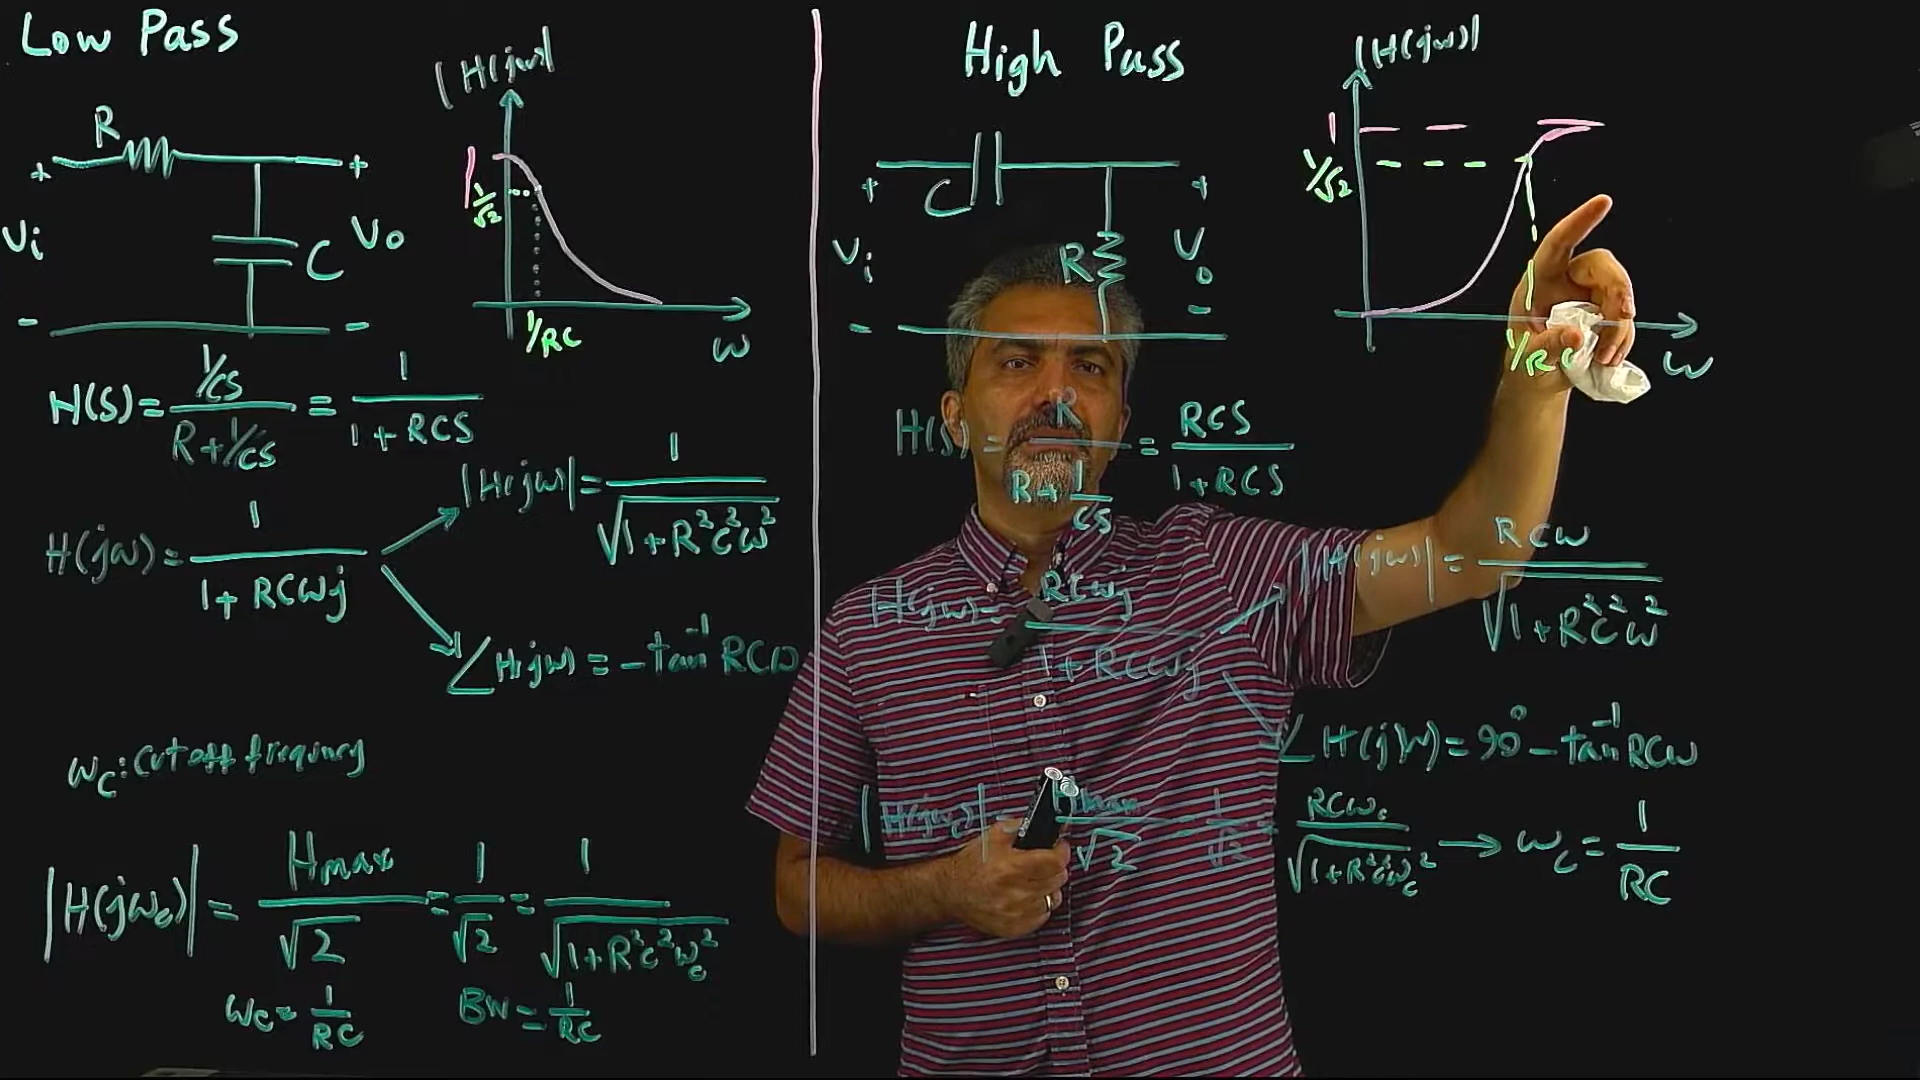 Low Pass
|H(jω)|
R
+ +
Vi C Vo
- -
1
1/√2
1/RC
ω
H(s) = (1/cs)/(R + 1/cs) = 1/(1 + RCS)
H(jω) = 1/(1 + RCωj)
|H(jω)| = 1/√(1 + R²C²ω²)
∠H(jω) = -tan⁻¹ RCω
ωc: cutoff frequency
|H(jωc)| = Hmax/√2 = 1/√2 = 1/√(1 + R²C²ωc²)
ωc = 1/RC BW = 1/RC
High Pass
|H(jω)|
+ C +
Vi R Vo
- -
1
1/√2
1/RC
ω
H(s) = R/(R + 1/cs) = RCS/(1 + RCS)
H(jω) = RCωj/(1 + RCωj)
|H(jω)| = RCω/√(1 + R²C²ω²)
∠H(jω) = 90° - tan⁻¹ RCω
|H(jωc)| = Hmax/√2 = 1/√2 = RCωc/√(1 + R²C²ωc²) → ωc = 1/RC